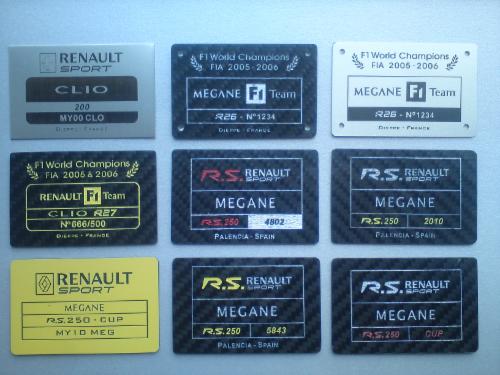 RENAULT
SPORT
CLIO
200
MY00 CLO
DIEPPE - FRANCE
F1 World Champions
FIA 2005-2006
MEGANE F1 Team
R26 - N°1234
DIEPPE - FRANCE
F1 World Champions
FIA 2005-2006
MEGANE F1 Team
R26 - N°1234
DIEPPE - FRANCE
F1 World Champions
FIA 2005 & 2006
RENAULT F1 Team
CLIO R27
N°666/500
DIEPPE - FRANCE
R.S. RENAULT
SPORT
MEGANE
R.S. 250 4802
PALENCIA - SPAIN
R.S. RENAULT
SPORT
MEGANE
R.S. 250 2010
PALENCIA - SPAIN
RENAULT
SPORT
MEGANE
R.S. 250 - CUP
MY10 MEG
R.S. RENAULT
SPORT
MEGANE
R.S. 250 5843
PALENCIA - SPAIN
R.S. RENAULT
SPORT
MEGANE
R.S. 250 CUP